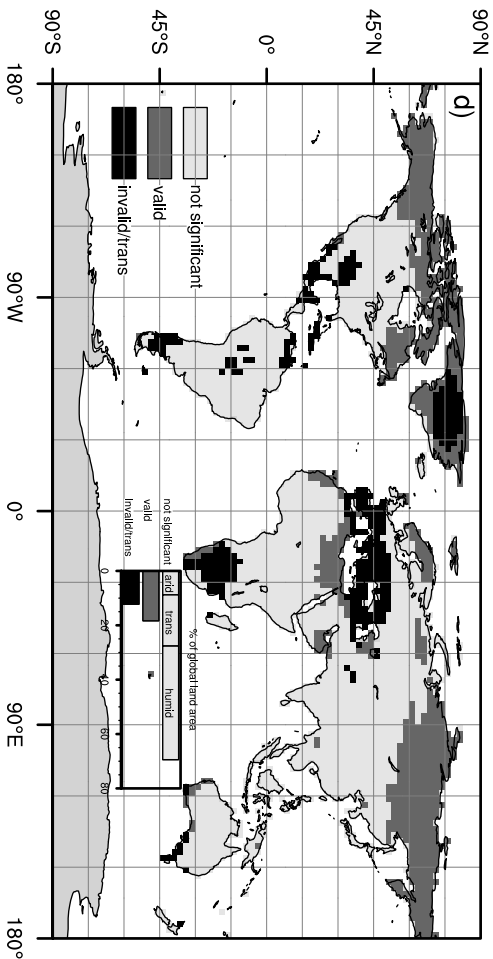 d)
90°N
45°N
0°
45°S
90°S
180°
90°W
0°
90°E
180°
not significant
valid
invalid/trans
% of global land area
not significant
valid
Invalid/trans
arid
trans
humid
0
20
40
60
80